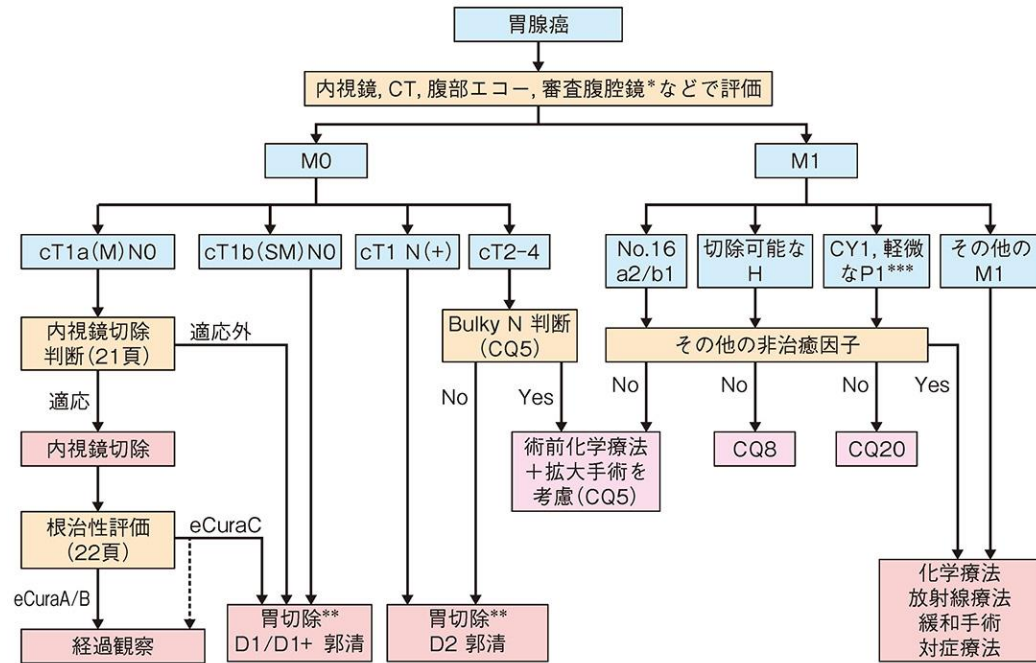 胃腺癌
内視鏡, CT, 腹部エコー, 審査腹腔鏡*などで評価
M0
M1
cT1a(M)N0
cT1b(SM)N0
cT1 N(+)
cT2-4
No.16
a2/b1
切除可能な
H
CY1, 軽微
なP1***
その他の
M1
内視鏡切除
判断(21頁)
適応外
Bulky N 判断
(CQ5)
その他の非治癒因子
適応
No
Yes
No
No
No
Yes
内視鏡切除
術前化学療法
＋拡大手術を
考慮(CQ5)
CQ8
CQ20
根治性評価
(22頁)
eCuraC
eCuraA/B
経過観察
胃切除**
D1/D1+ 郭清
胃切除**
D2 郭清
化学療法
放射線療法
緩和手術
対症療法